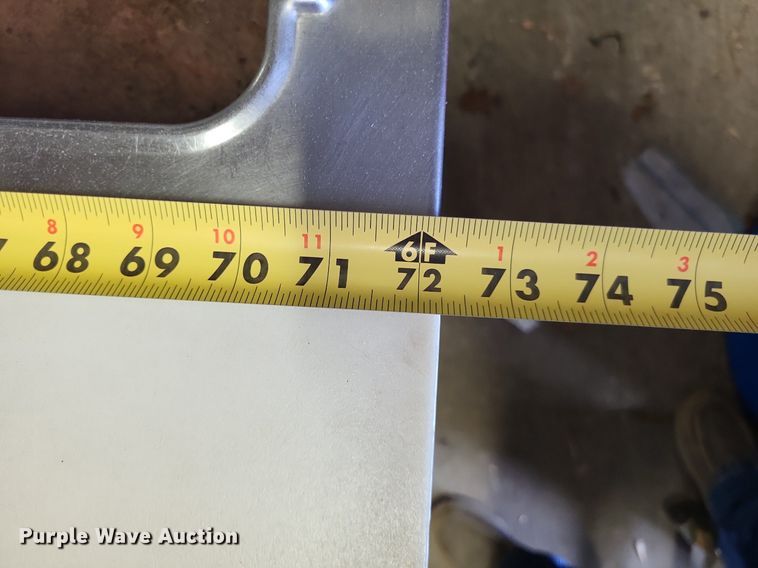 8 9 10 11 6F 1 2 3
68 69 70 71 72 73 74 75
Purple Wave Auction